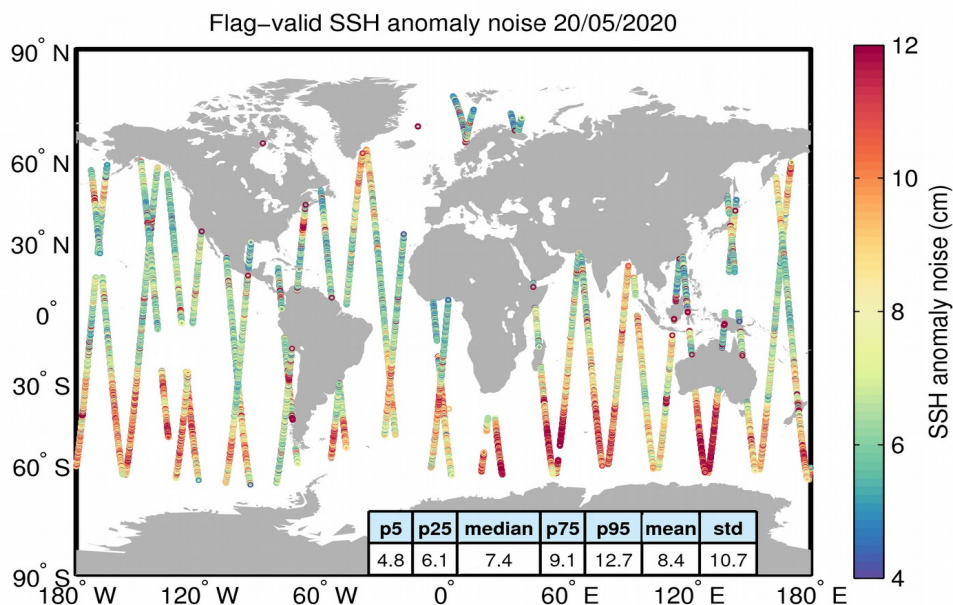 Flag−valid SSH anomaly noise 20/05/2020
90° N
60° N
30° N
0°
30° S
60° S
90° S
180° W
120° W
60° W
0°
60° E
120° E
180° E
p5 p25 median p75 p95 mean std
4.8 6.1 7.4 9.1 12.7 8.4 10.7
12
10
8
6
4
SSH anomaly noise (cm)